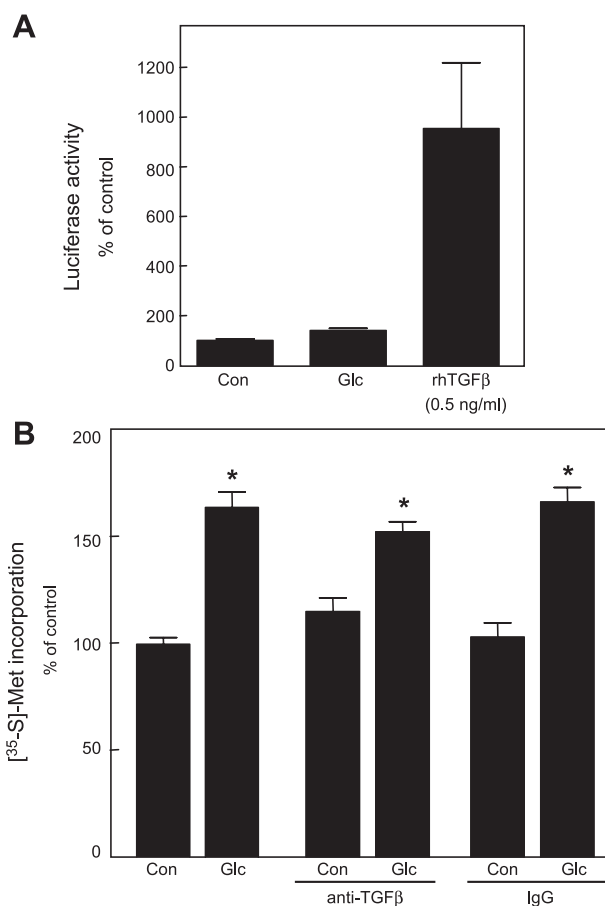 A
Luciferase activity
% of control
1200
1000
800
600
400
200
0
Con Glc rhTGFβ
(0.5 ng/ml)
B
[³⁵-S]-Met incorporation
% of control
200
150
100
50
0
* * *
Con Glc Con Glc Con Glc
anti-TGFβ IgG